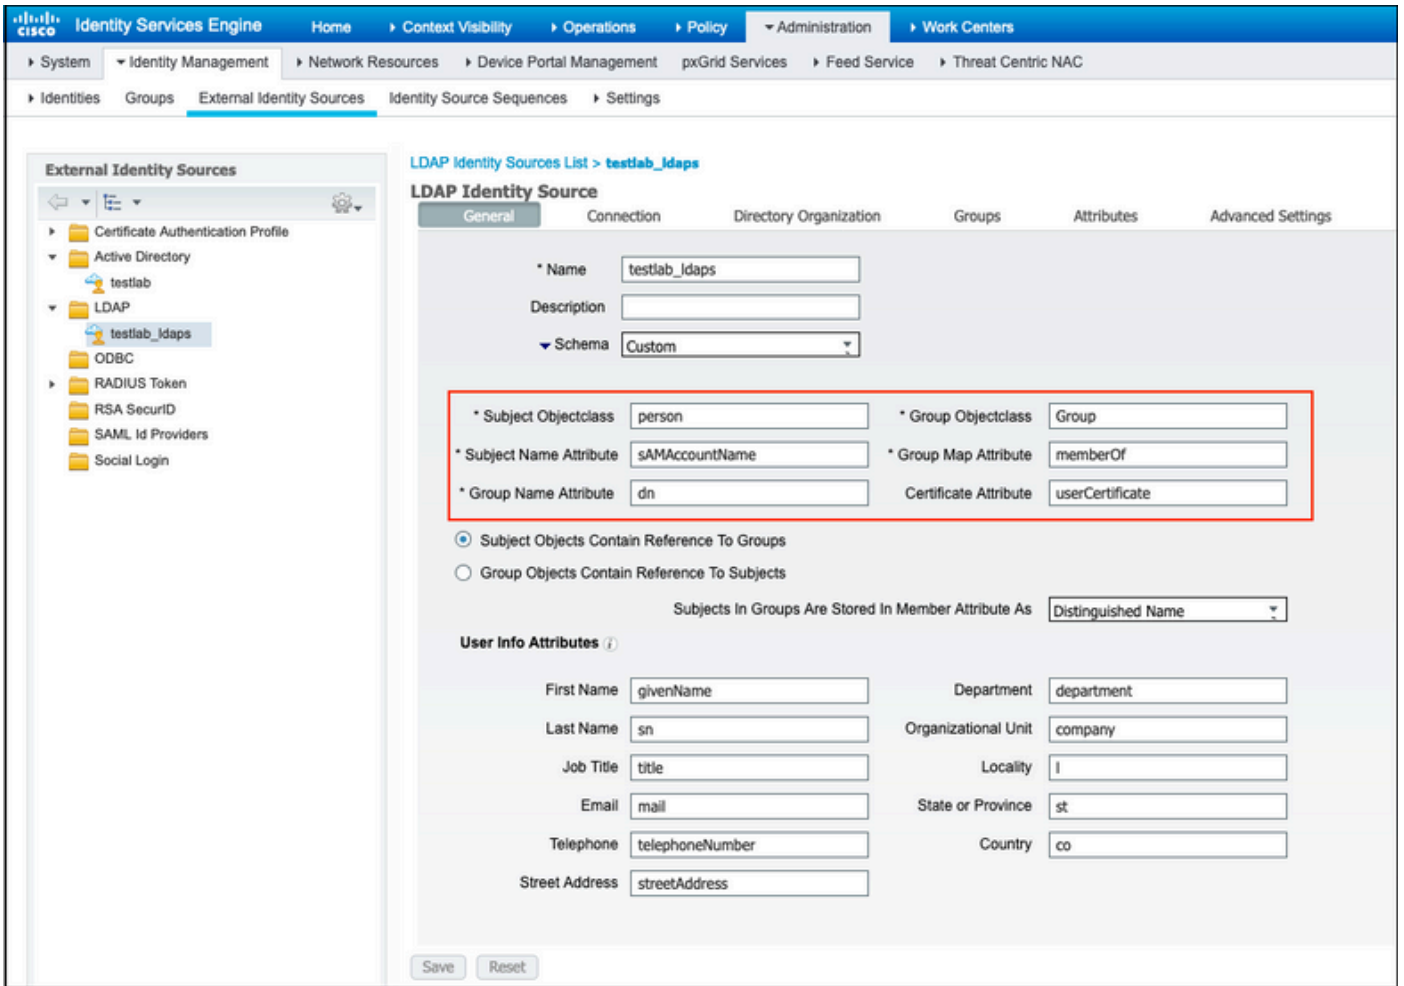 cisco Identity Services Engine Home Context Visibility Operations Policy Administration Work Centers
System Identity Management Network Resources Device Portal Management pxGrid Services Feed Service Threat Centric NAC
Identities Groups External Identity Sources Identity Source Sequences Settings
External Identity Sources
Certificate Authentication Profile
Active Directory
testlab
LDAP
testlab_ldaps
ODBC
RADIUS Token
RSA SecurID
SAML Id Providers
Social Login
LDAP Identity Sources List > testlab_ldaps
LDAP Identity Source
General Connection Directory Organization Groups Attributes Advanced Settings
* Name testlab_ldaps
Description
Schema Custom
* Subject Objectclass person * Group Objectclass Group
* Subject Name Attribute sAMAccountName * Group Map Attribute memberOf
* Group Name Attribute dn Certificate Attribute userCertificate
Subject Objects Contain Reference To Groups
Group Objects Contain Reference To Subjects
Subjects In Groups Are Stored In Member Attribute As Distinguished Name
User Info Attributes i
First Name givenName Department department
Last Name sn Organizational Unit company
Job Title title Locality l
Email mail State or Province st
Telephone telephoneNumber Country co
Street Address streetAddress
Save Reset